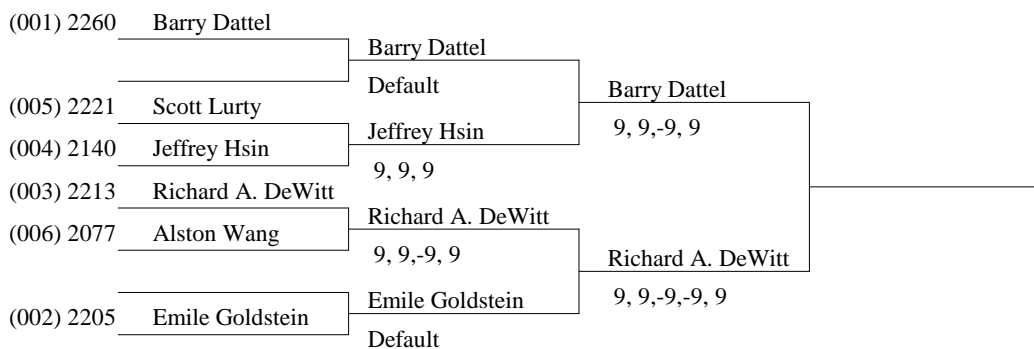 (001) 2260 Barry Dattel
Barry Dattel
Default
Barry Dattel
9, 9,-9, 9
(005) 2221 Scott Lurty
(004) 2140 Jeffrey Hsin
Jeffrey Hsin
9, 9, 9
(003) 2213 Richard A. DeWitt
(006) 2077 Alston Wang
Richard A. DeWitt
9, 9,-9, 9
Richard A. DeWitt
9, 9,-9,-9, 9
Emile Goldstein
Default
(002) 2205 Emile Goldstein